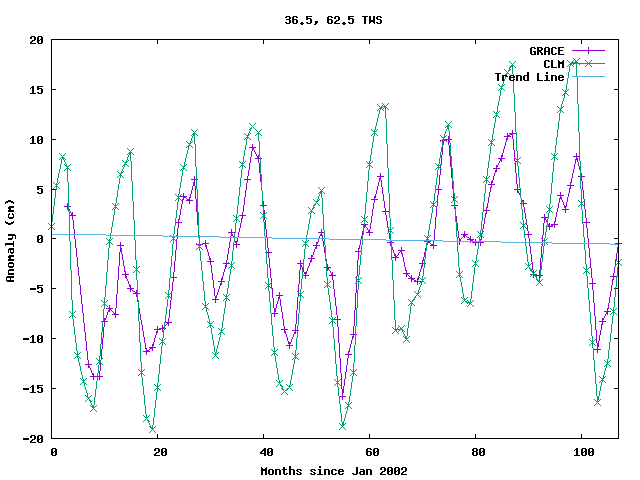 36.5, 62.5 TWS
GRACE
CLM
Trend Line
20
15
10
5
0
-5
-10
-15
-20
Anomaly (cm)
0 20 40 60 80 100
Months since Jan 2002